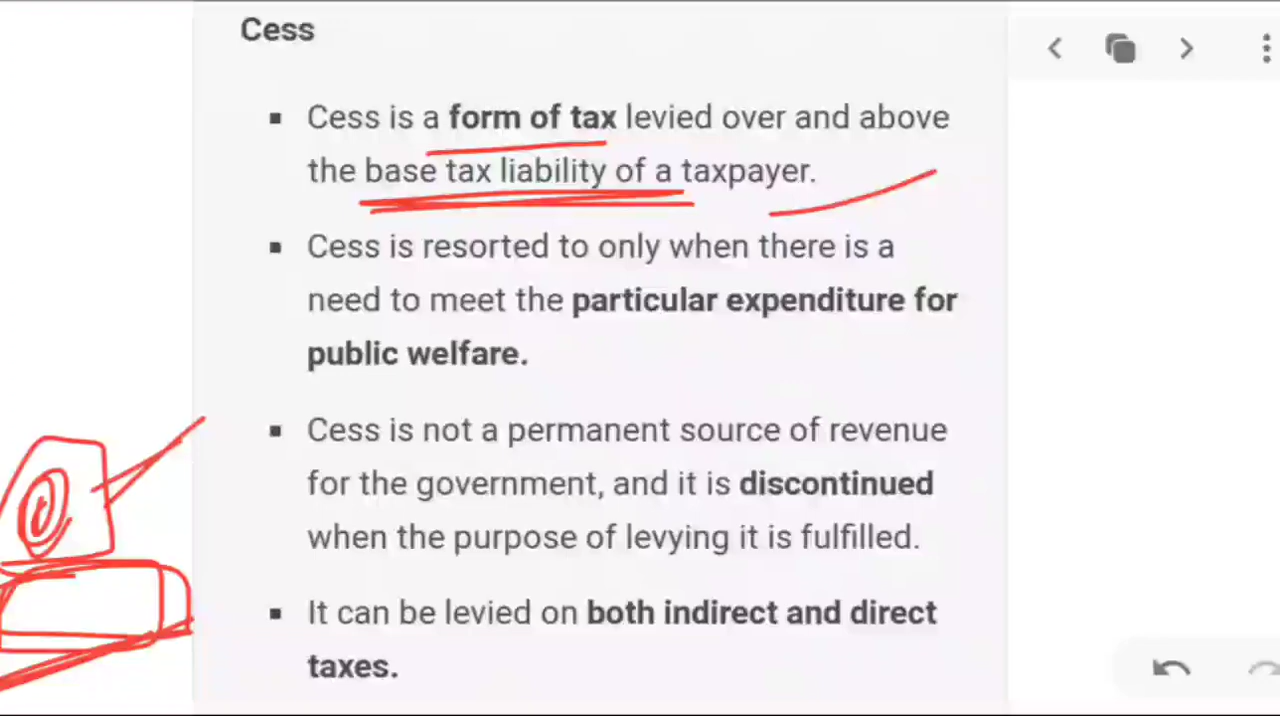 Cess
▪ Cess is a form of tax levied over and above
the base tax liability of a taxpayer.
▪ Cess is resorted to only when there is a
need to meet the particular expenditure for
public welfare.
▪ Cess is not a permanent source of revenue
for the government, and it is discontinued
when the purpose of levying it is fulfilled.
▪ It can be levied on both indirect and direct
taxes.